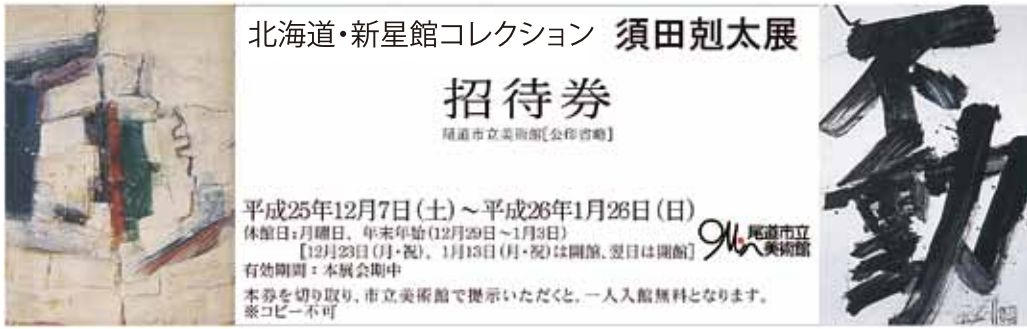 北海道・新星館コレクション 須田剋太展
招待券
尾道市立美術館[公印省略]
平成25年12月7日(土)～平成26年1月26日(日)
休館日:月曜日、年末年始(12月29日～1月3日)
[12月23日(月・祝)、1月13日(月・祝)は開館、翌日は開館]
有効期間:本展会期中
本券を切り取り、市立美術館で提示いただくと、一人入館無料となります。
※コピー不可
尾道市立
美術館
不動